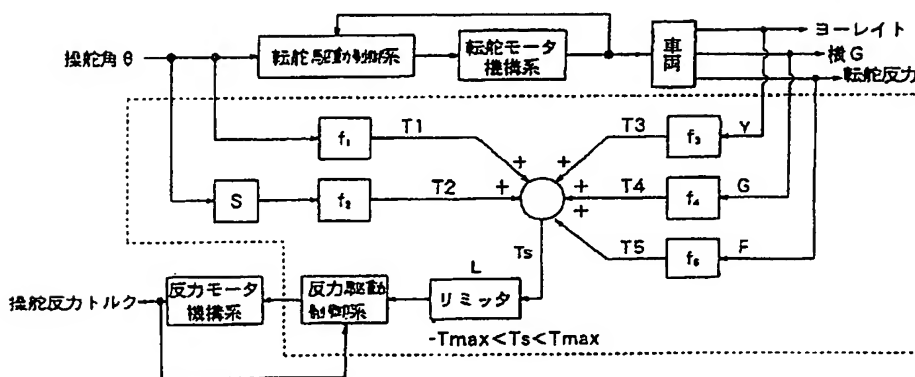 操舵角θ
転舵駆動制御系
転舵モータ
機構系
車両
ヨーレイト
横G
転舵反力
f₁
T1
T3
f₃
Y
S
f₂
T2
T4
f₄
G
T5
f₅
F
Ts
L
操舵反力トルク
反力モータ
機構系
反力駆動
制御系
リミッタ
-Tmax<Ts<Tmax
+
+
+
+
+